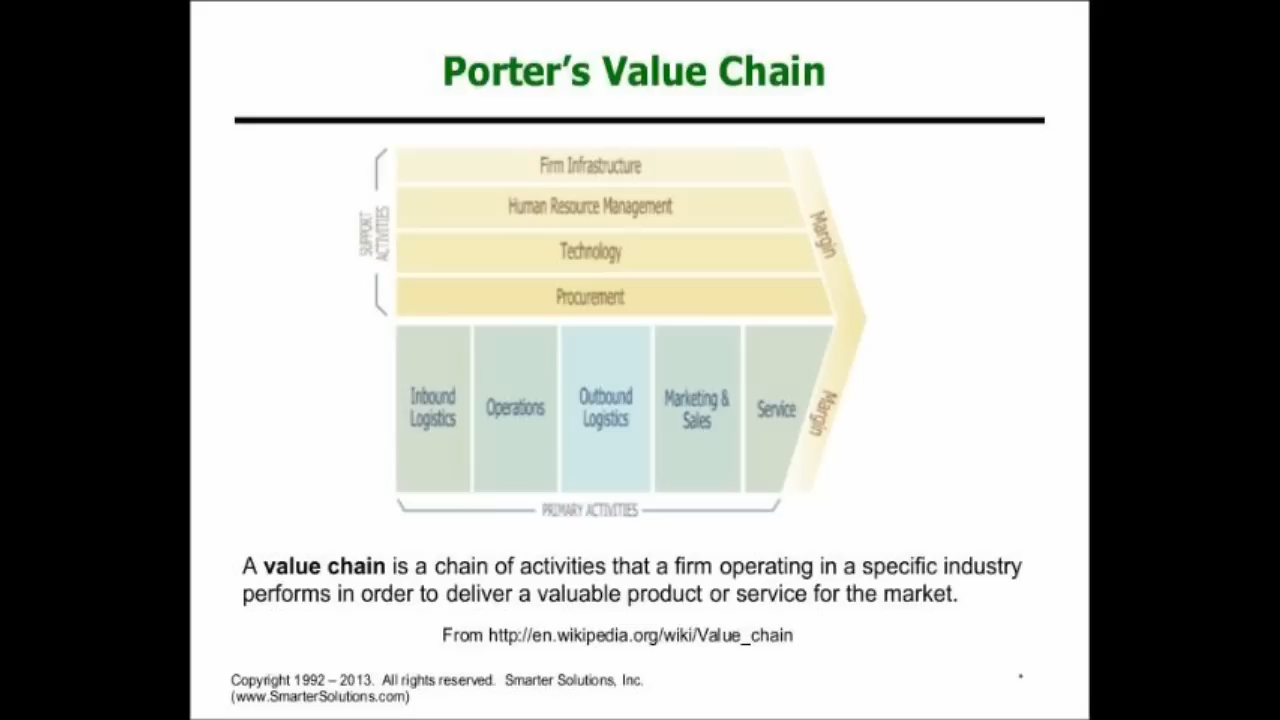 Porter's Value Chain
Firm Infrastructure
Human Resource Management
Technology
Procurement
SUPPORT
ACTIVITIES
Margin
Inbound
Logistics
Operations
Outbound
Logistics
Marketing &
Sales
Service
Margin
PRIMARY ACTIVITIES
A value chain is a chain of activities that a firm operating in a specific industry
performs in order to deliver a valuable product or service for the market.
From http://en.wikipedia.org/wiki/Value_chain
Copyright 1992 – 2013. All rights reserved. Smarter Solutions, Inc.
(www.SmarterSolutions.com)